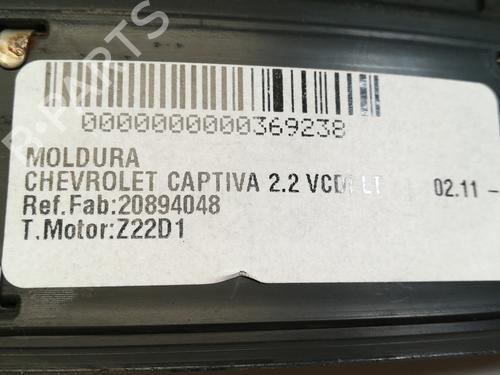 B-PARTS
0000000000369238
MOLDURA
CHEVROLET CAPTIVA 2.2 VCDI LT 02.11 -
Ref.Fab:20894048
T.Motor:Z22D1